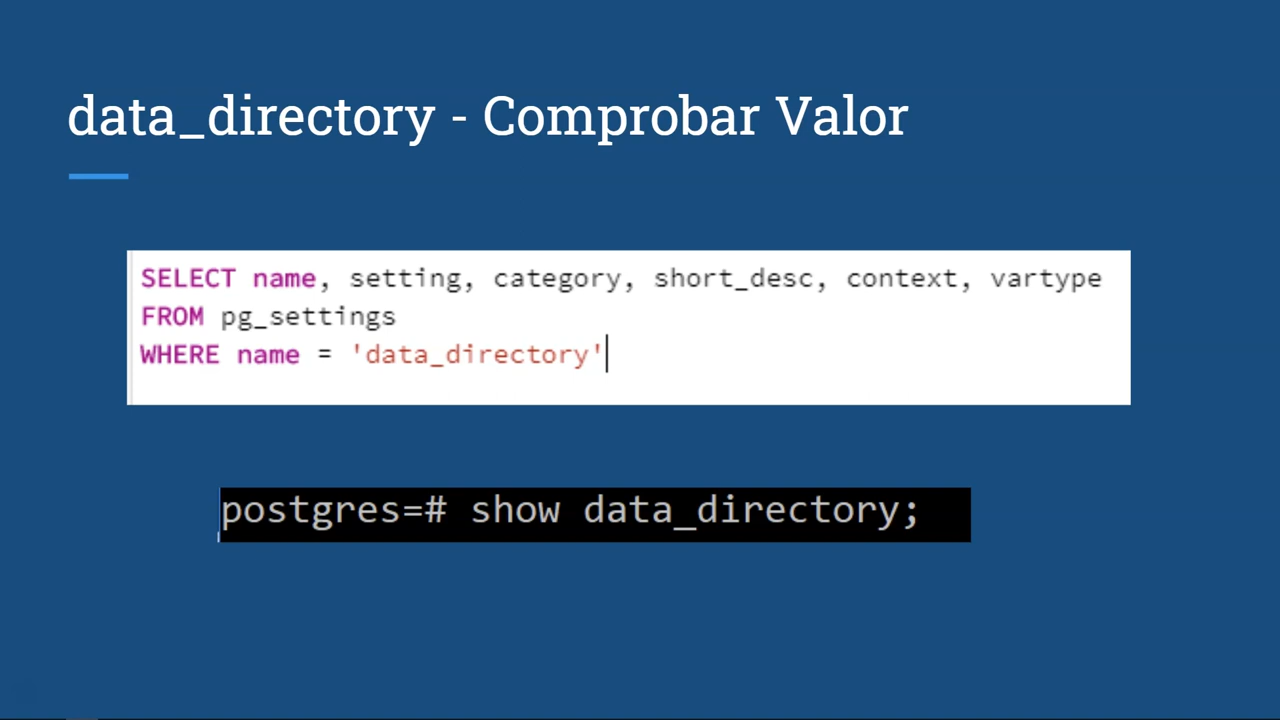 data_directory - Comprobar Valor
SELECT name, setting, category, short_desc, context, vartype
FROM pg_settings
WHERE name = 'data_directory'
postgres=# show data_directory;